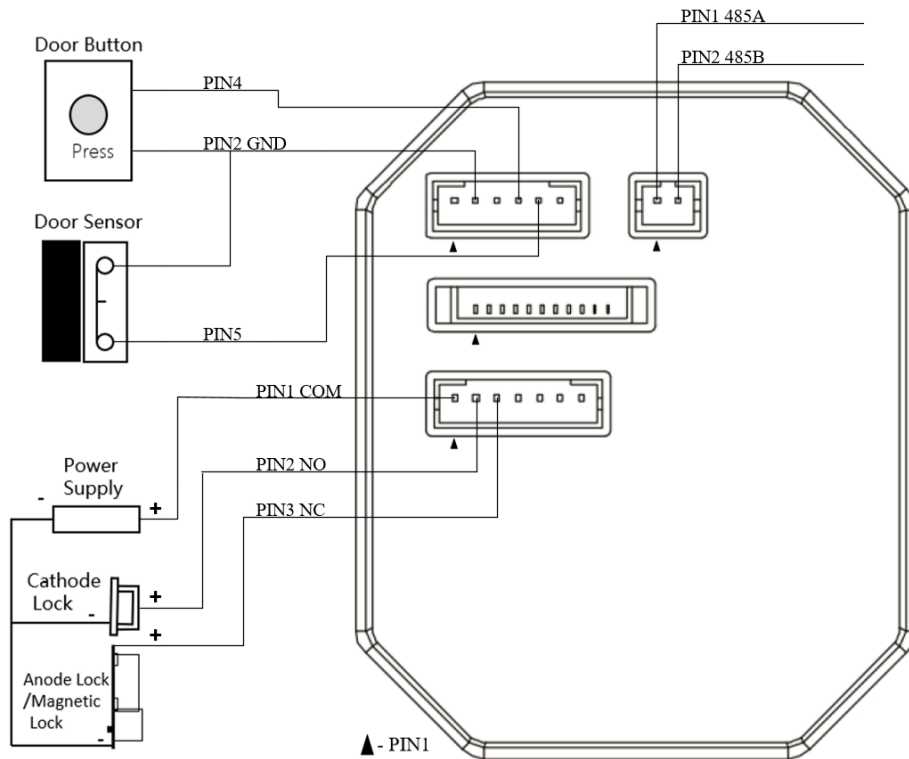 PIN1 485A
Door Button
PIN2 485B
PIN4
Press
PIN2 GND
Door Sensor
PIN5
PIN1 COM
Power
Supply
PIN2 NO
-
+
PIN3 NC
Cathode
Lock
-
+
+
Anode Lock
/Magnetic
Lock
-
- PIN1